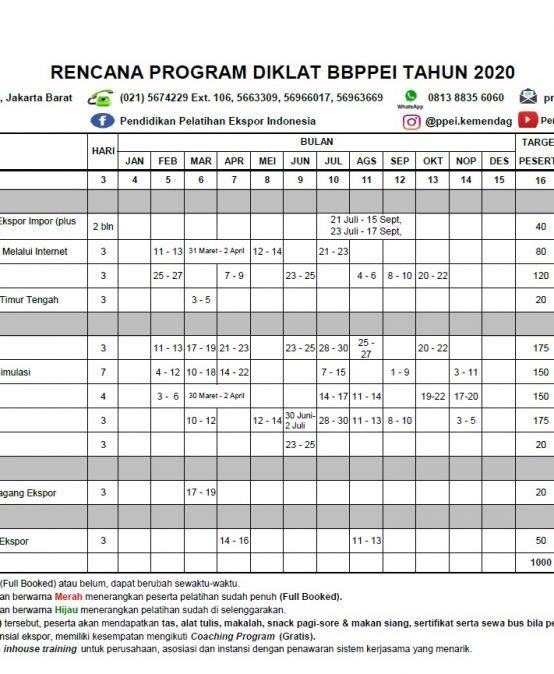 RENCANA PROGRAM DIKLAT BBPPEI TAHUN 2020
, Jakarta Barat (021) 5674229 Ext. 106, 5663309, 56966017, 56963669 WhatsApp 0813 8835 6060 pr
Pendidikan Pelatihan Ekspor Indonesia @ppei.kemendag Per
HARI BULAN TARGET
JAN FEB MAR APR MEI JUN JUL AGS SEP OKT NOP DES PESERT
3 4 5 6 7 8 9 10 11 12 13 14 15 16
Ekspor Impor (plus 2 bln 21 Juli - 15 Sept, 23 Juli - 17 Sept, 40
Melalui Internet 3 11 - 13 31 Maret - 2 April 12 - 14 21 - 23 80
3 25 - 27 7 - 9 23 - 25 4 - 6 8 - 10 20 - 22 120
Timur Tengah 3 3 - 5 20
3 11 - 13 17 - 19 21 - 23 23 - 25 28 - 30 25 - 27 20 - 22 175
imulasi 7 4 - 12 10 - 18 14 - 22 7 - 15 1 - 9 3 - 11 150
4 3 - 6 30 Maret - 2 April 14 - 17 11 - 14 19-22 17-20 150
3 10 - 12 12 - 14 30 Juni- 2 Juli 28 - 30 11 - 13 8 - 10 3 - 5 175
3 23 - 25 20
agang Ekspor 3 17 - 19 20
Ekspor 3 14 - 16 11 - 13 50
1000
(Full Booked) atau belum, dapat berubah sewaktu-waktu.
an berwarna Merah menerangkan peserta pelatihan sudah penuh (Full Booked).
an berwarna Hijau menerangkan pelatihan sudah di selenggarakan.
) tersebut, peserta akan mendapatkan tas, alat tulis, makalah, snack pagi-sore & makan siang, sertifikat serta sewa bus bila pe
nsial ekspor, memiliki kesempatan mengikuti Coaching Program (Gratis).
inhouse training untuk perusahaan, asosiasi dan instansi dengan penawaran sistem kerjasama yang menarik.